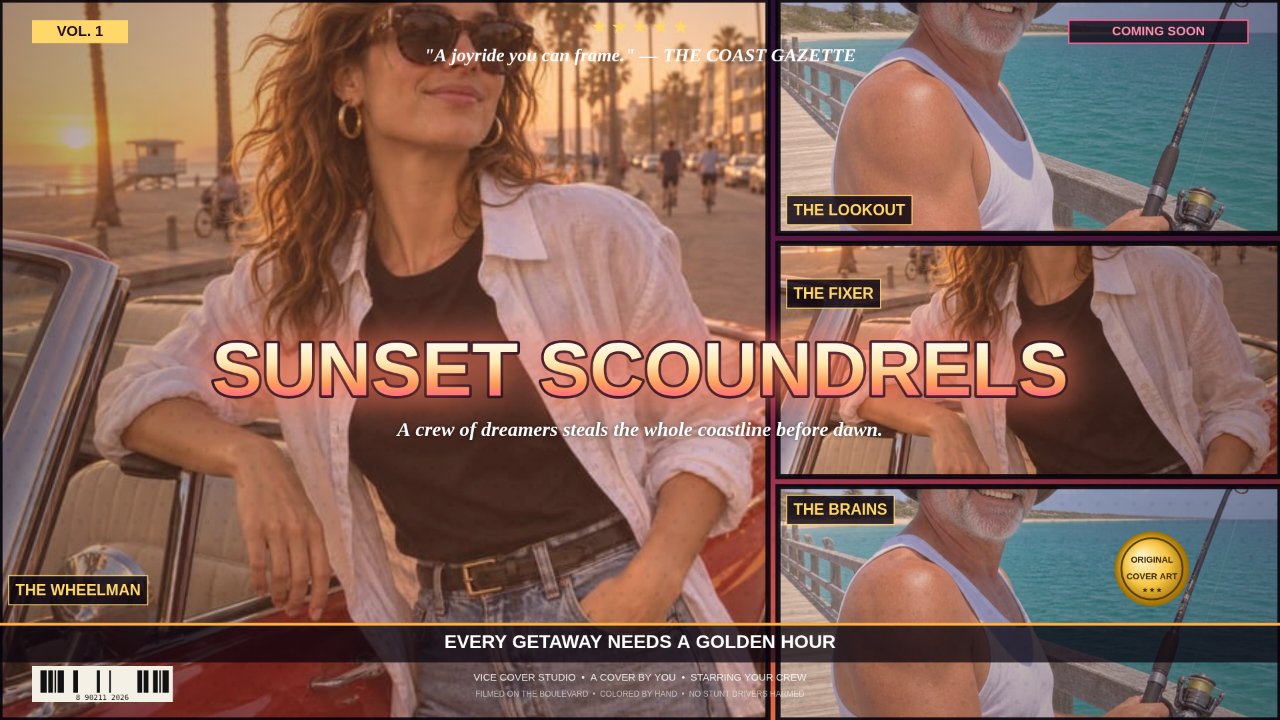 VOL. 1
★★★★★
"A joyride you can frame." — THE COAST GAZETTE
COMING SOON
THE LOOKOUT
THE FIXER
SUNSET SCOUNDRELS
A crew of dreamers steals the whole coastline before dawn.
THE BRAINS
ORIGINAL
COVER ART
★★★
THE WHEELMAN
EVERY GETAWAY NEEDS A GOLDEN HOUR
VICE COVER STUDIO • A COVER BY YOU • STARRING YOUR CREW
FILMED ON THE BOULEVARD • COLORED BY HAND • NO STUNT DRIVERS HARMED
8 90211 2026